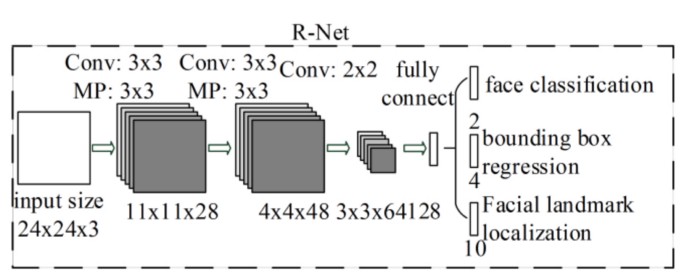 R-Net
Conv: 3x3 Conv: 3x3 Conv: 2x2 fully
MP: 3x3 MP: 3x3 connect
face classification
2
bounding box
regression
4
Facial landmark
localization
10
input size
24x24x3
11x11x28 4x4x48 3x3x64 128